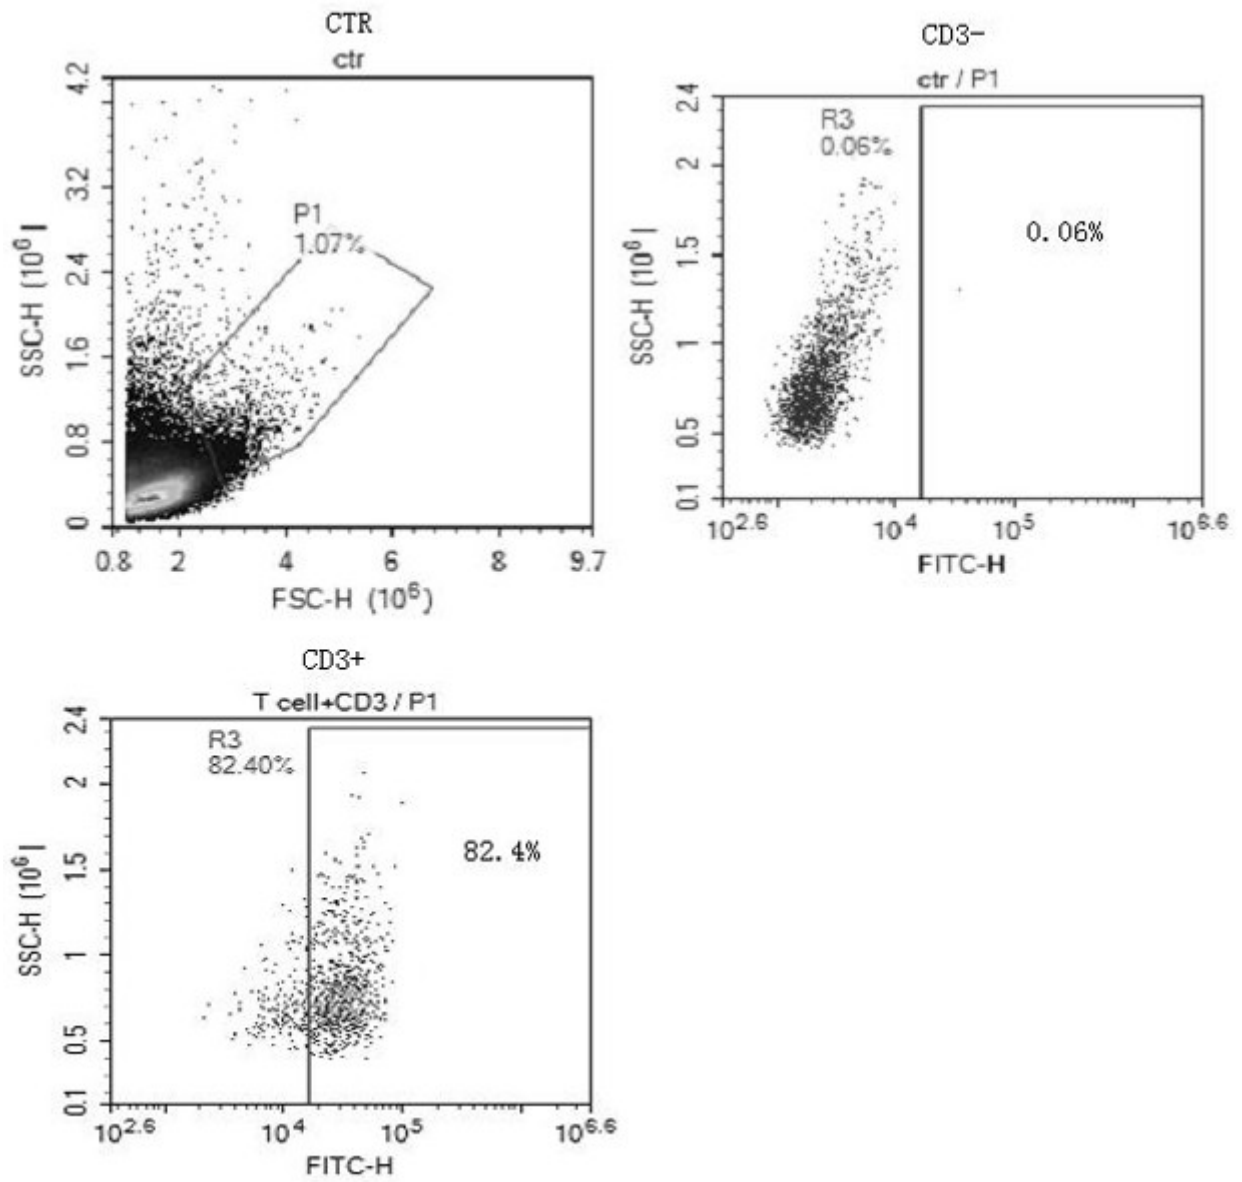 CTR
ctr
4.2
3.2
2.4
1.6
0.8
0
SSC-H (10^6)
P1
1.07%
0.8 2 4 6 8 9.7
FSC-H (10^6)
CD3-
ctr / P1
2.4
2
1.5
1
0.5
0.1
SSC-H (10^6)
R3
0.06%
0.06%
10^2.6 10^4 10^5 10^6.6
FITC-H
CD3+
T cell+CD3 / P1
2.4
2
1.5
1
0.5
0.1
SSC-H (10^6)
R3
82.40%
82.4%
10^2.6 10^4 10^5 10^6.6
FITC-H